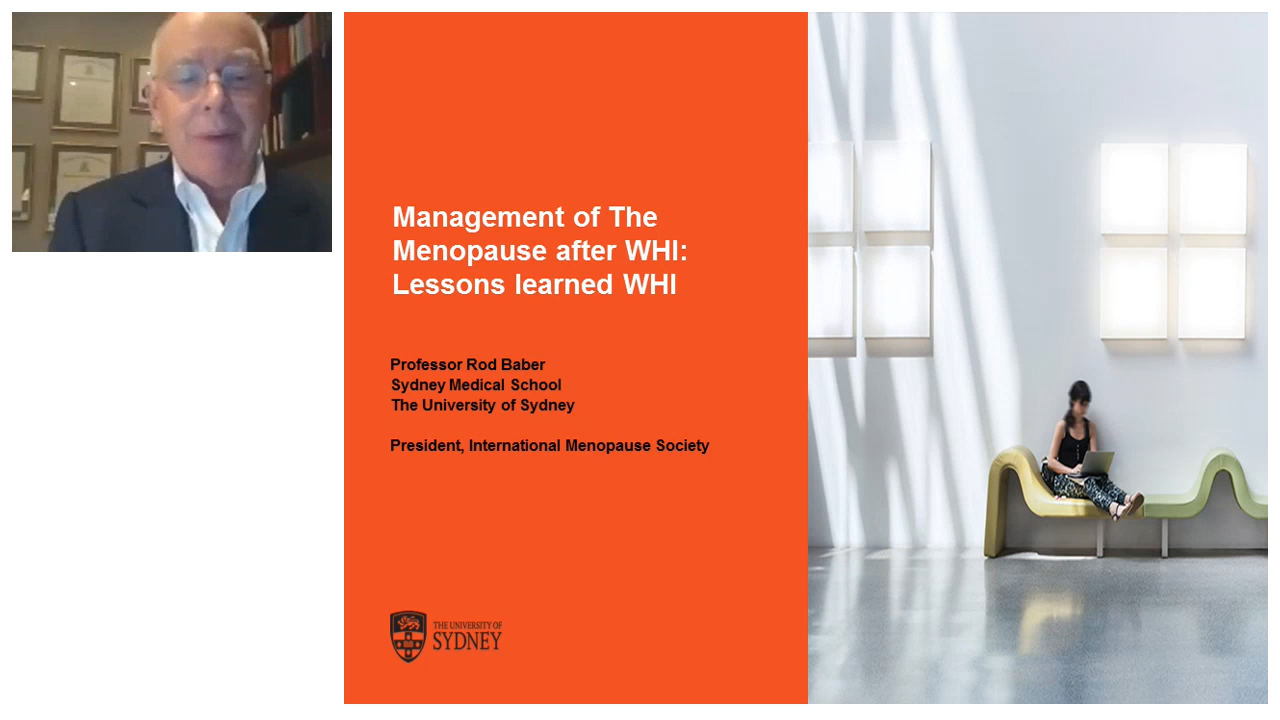 Management of The
Menopause after WHI:
Lessons learned WHI
Professor Rod Baber
Sydney Medical School
The University of Sydney
President, International Menopause Society
THE UNIVERSITY OF
SYDNEY